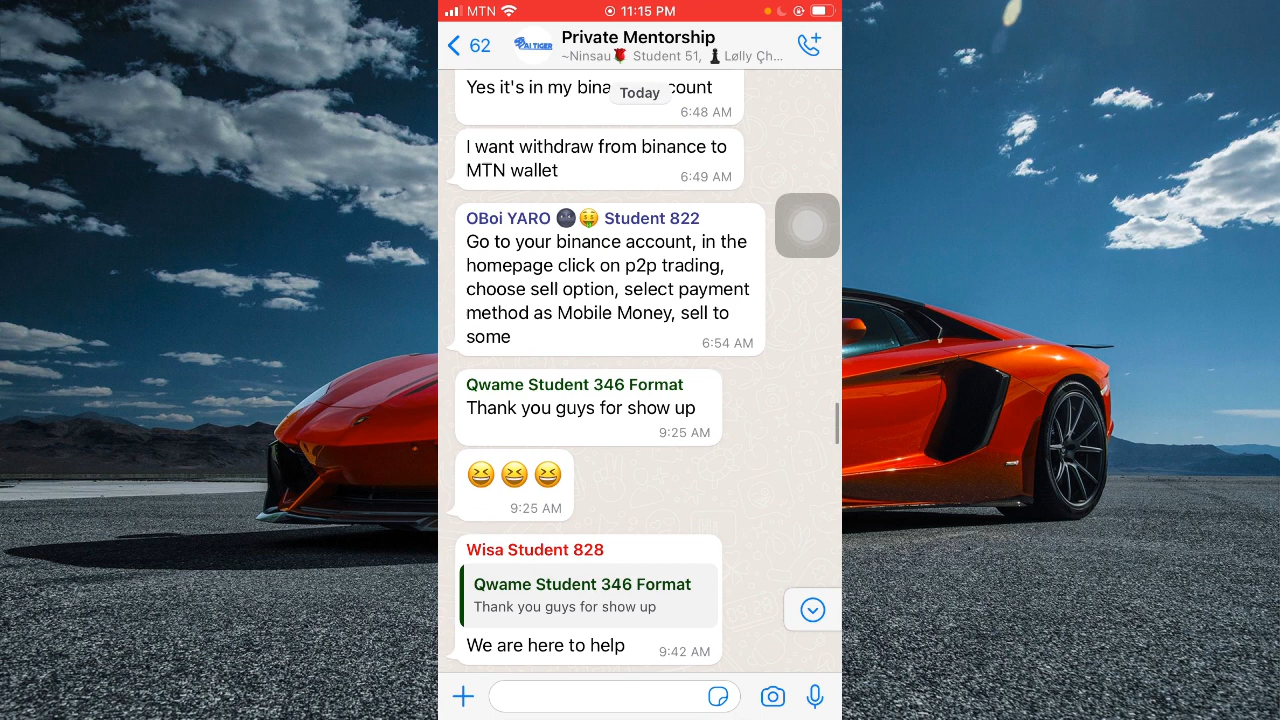 MTN 11:15 PM
62
AI TIGER
Private Mentorship
~Ninsau🌹 Student 51, ♟ Lølly Çh...
Yes it's in my bina count
Today
6:48 AM
I want withdraw from binance to
MTN wallet
6:49 AM
OBoi YARO 🌚🤑 Student 822
Go to your binance account, in the
homepage click on p2p trading,
choose sell option, select payment
method as Mobile Money, sell to
some
6:54 AM
Qwame Student 346 Format
Thank you guys for show up
9:25 AM
😆😆😆
9:25 AM
Wisa Student 828
Qwame Student 346 Format
Thank you guys for show up
We are here to help
9:42 AM